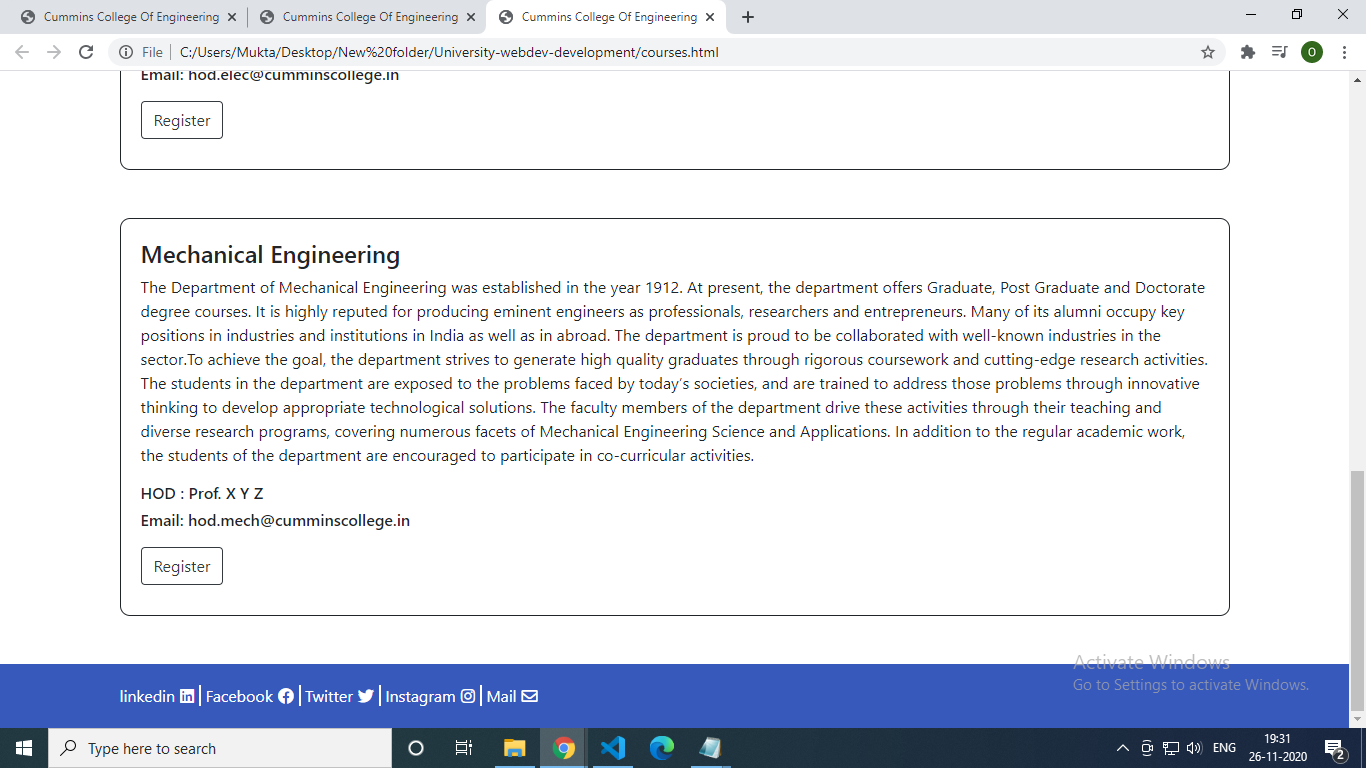 Cummins College Of Engineering
Cummins College Of Engineering
Cummins College Of Engineering
File
C:/Users/Mukta/Desktop/New%20folder/University-webdev-development/courses.html
O
Email: hod.elec@cumminscollege.in
Register
Mechanical Engineering
The Department of Mechanical Engineering was established in the year 1912. At present, the department offers Graduate, Post Graduate and Doctorate
degree courses. It is highly reputed for producing eminent engineers as professionals, researchers and entrepreneurs. Many of its alumni occupy key
positions in industries and institutions in India as well as in abroad. The department is proud to be collaborated with well-known industries in the
sector.To achieve the goal, the department strives to generate high quality graduates through rigorous coursework and cutting-edge research activities.
The students in the department are exposed to the problems faced by today's societies, and are trained to address those problems through innovative
thinking to develop appropriate technological solutions. The faculty members of the department drive these activities through their teaching and
diverse research programs, covering numerous facets of Mechanical Engineering Science and Applications. In addition to the regular academic work,
the students of the department are encouraged to participate in co-curricular activities.
HOD : Prof. X Y Z
Email: hod.mech@cumminscollege.in
Register
Activate Windows
Go to Settings to activate Windows.
linkedin | Facebook | Twitter | Instagram | Mail
Type here to search
ENG
19:31
26-11-2020
2